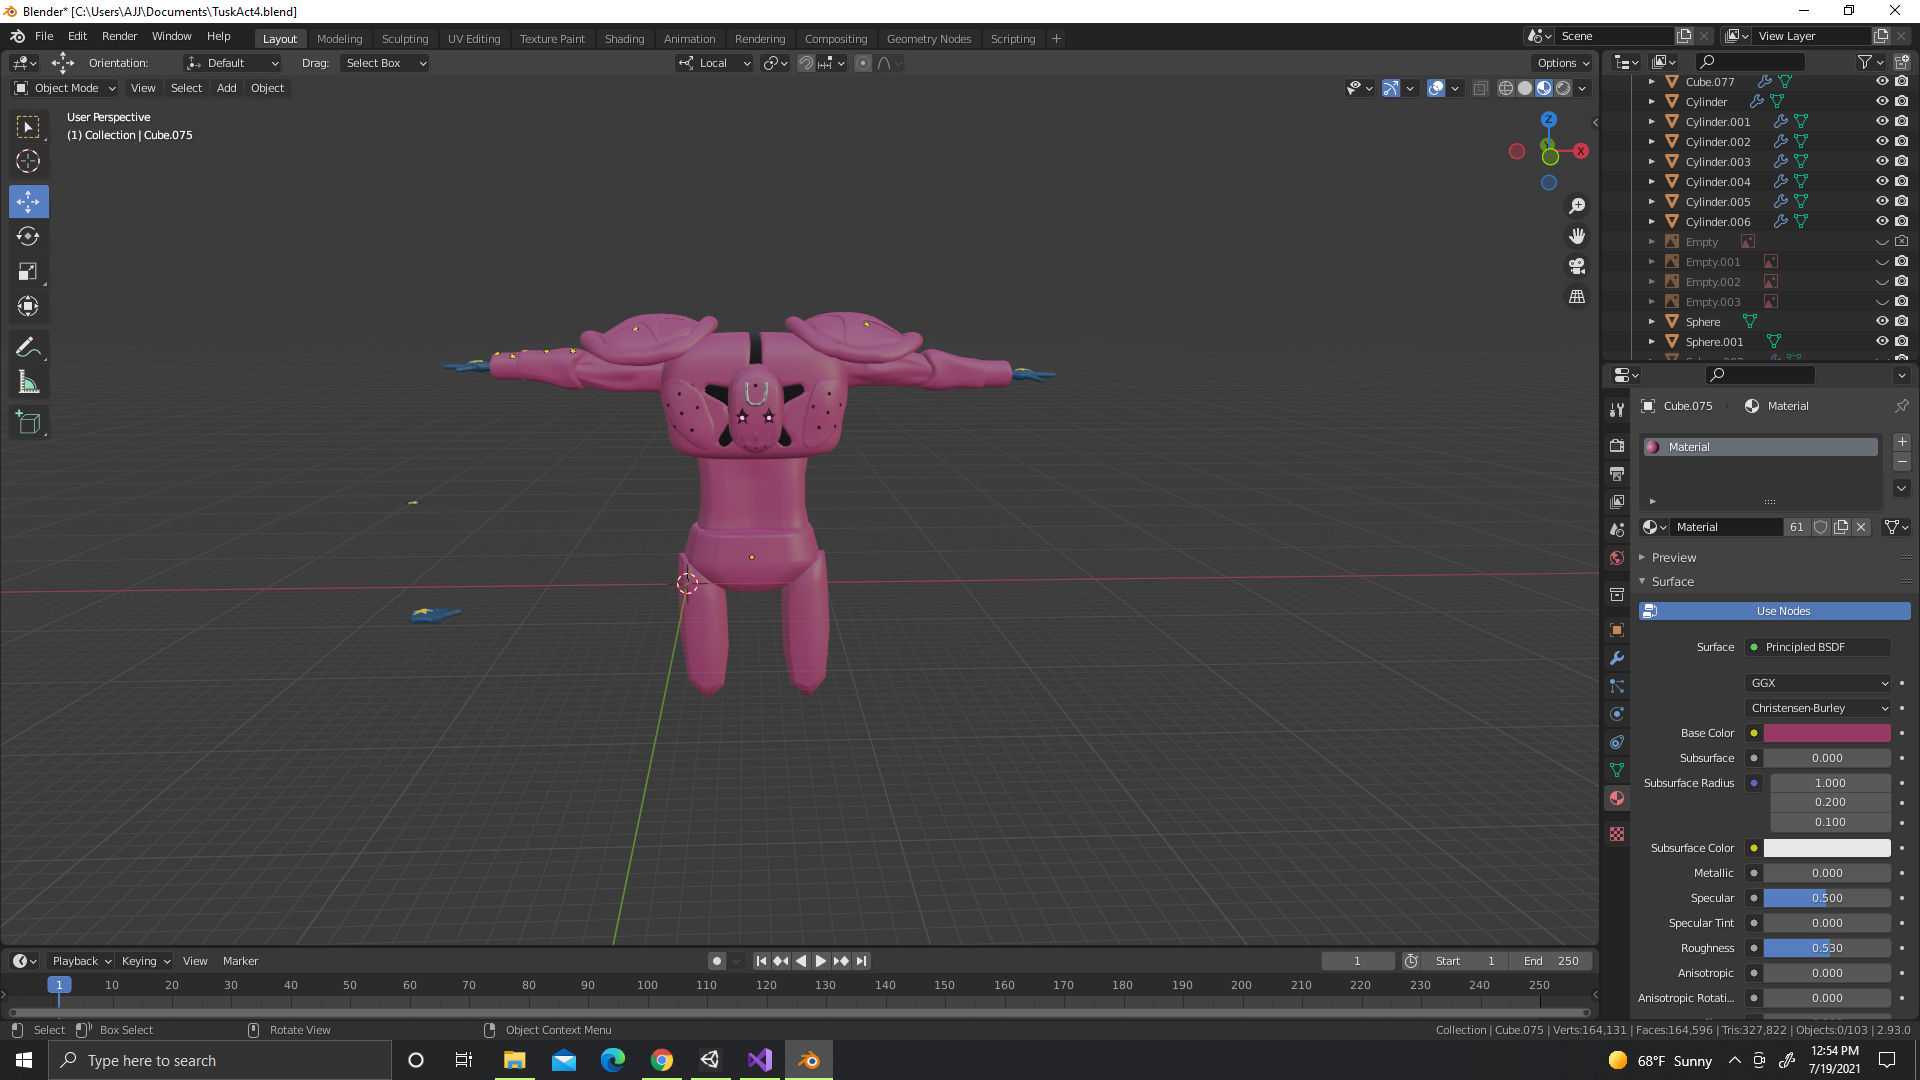 Blender* [C:\Users\AJJ\Documents\TuskAct4.blend]
File Edit Render Window Help
Layout Modeling Sculpting UV Editing Texture Paint Shading Animation Rendering Compositing Geometry Nodes Scripting +
Scene
View Layer
Orientation: Default Drag: Select Box
Local
Options
Object Mode View Select Add Object
User Perspective
(1) Collection | Cube.075
Z
Y
X
Cube.077
Cylinder
Cylinder.001
Cylinder.002
Cylinder.003
Cylinder.004
Cylinder.005
Cylinder.006
Empty
Empty.001
Empty.002
Empty.003
Sphere
Sphere.001
Cube.075 Material
Material
Material 61
Preview
Surface
Use Nodes
Surface Principled BSDF
GGX
Christensen-Burley
Base Color
Subsurface 0.000
Subsurface Radius 1.000
0.200
0.100
Subsurface Color
Metallic 0.000
Specular 0.500
Specular Tint 0.000
Roughness 0.530
Anisotropic 0.000
Anisotropic Rotati... 0.000
Playback Keying View Marker
1 Start 1 End 250
1 10 20 30 40 50 60 70 80 90 100 110 120 130 140 150 160 170 180 190 200 210 220 230 240 250
Select Box Select Rotate View Object Context Menu
Collection | Cube.075 | Verts:164,131 | Faces:164,596 | Tris:327,822 | Objects:0/103 | 2.93.0
Type here to search
68°F Sunny
12:54 PM
7/19/2021